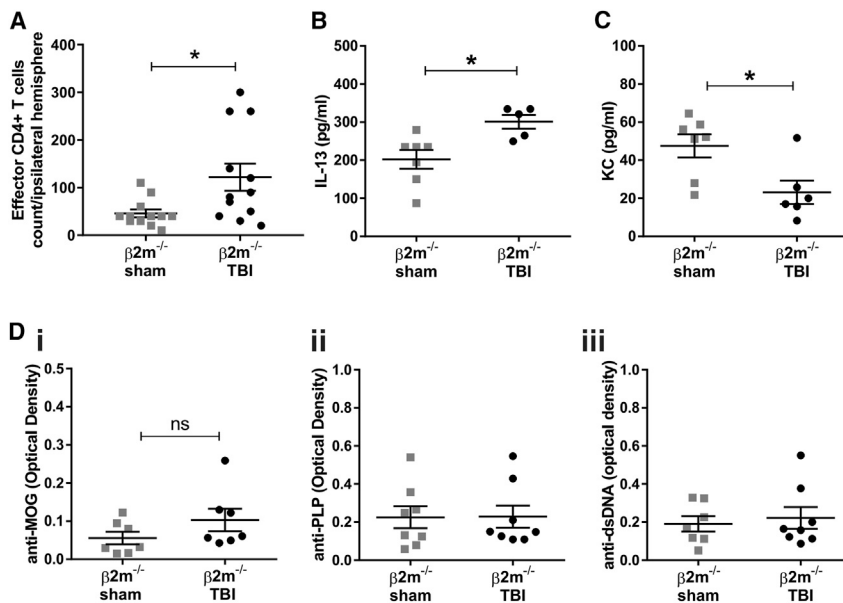 A
Effector CD4+ T cells
count/ipsilateral hemisphere
400
300
200
100
0
*
β2m-/-
sham
β2m-/-
TBI
B
IL-13 (pg/ml)
500
400
300
200
100
0
*
β2m-/-
sham
β2m-/-
TBI
C
KC (pg/ml)
100
80
60
40
20
0
*
β2m-/-
sham
β2m-/-
TBI
D
i
anti-MOG (Optical Density)
0.5
0.4
0.3
0.2
0.1
0.0
ns
β2m-/-
sham
β2m-/-
TBI
ii
anti-PLP (Optical Density)
1.0
0.8
0.6
0.4
0.2
0.0
β2m-/-
sham
β2m-/-
TBI
iii
anti-dsDNA (optical density)
1.0
0.8
0.6
0.4
0.2
0.0
β2m-/-
sham
β2m-/-
TBI